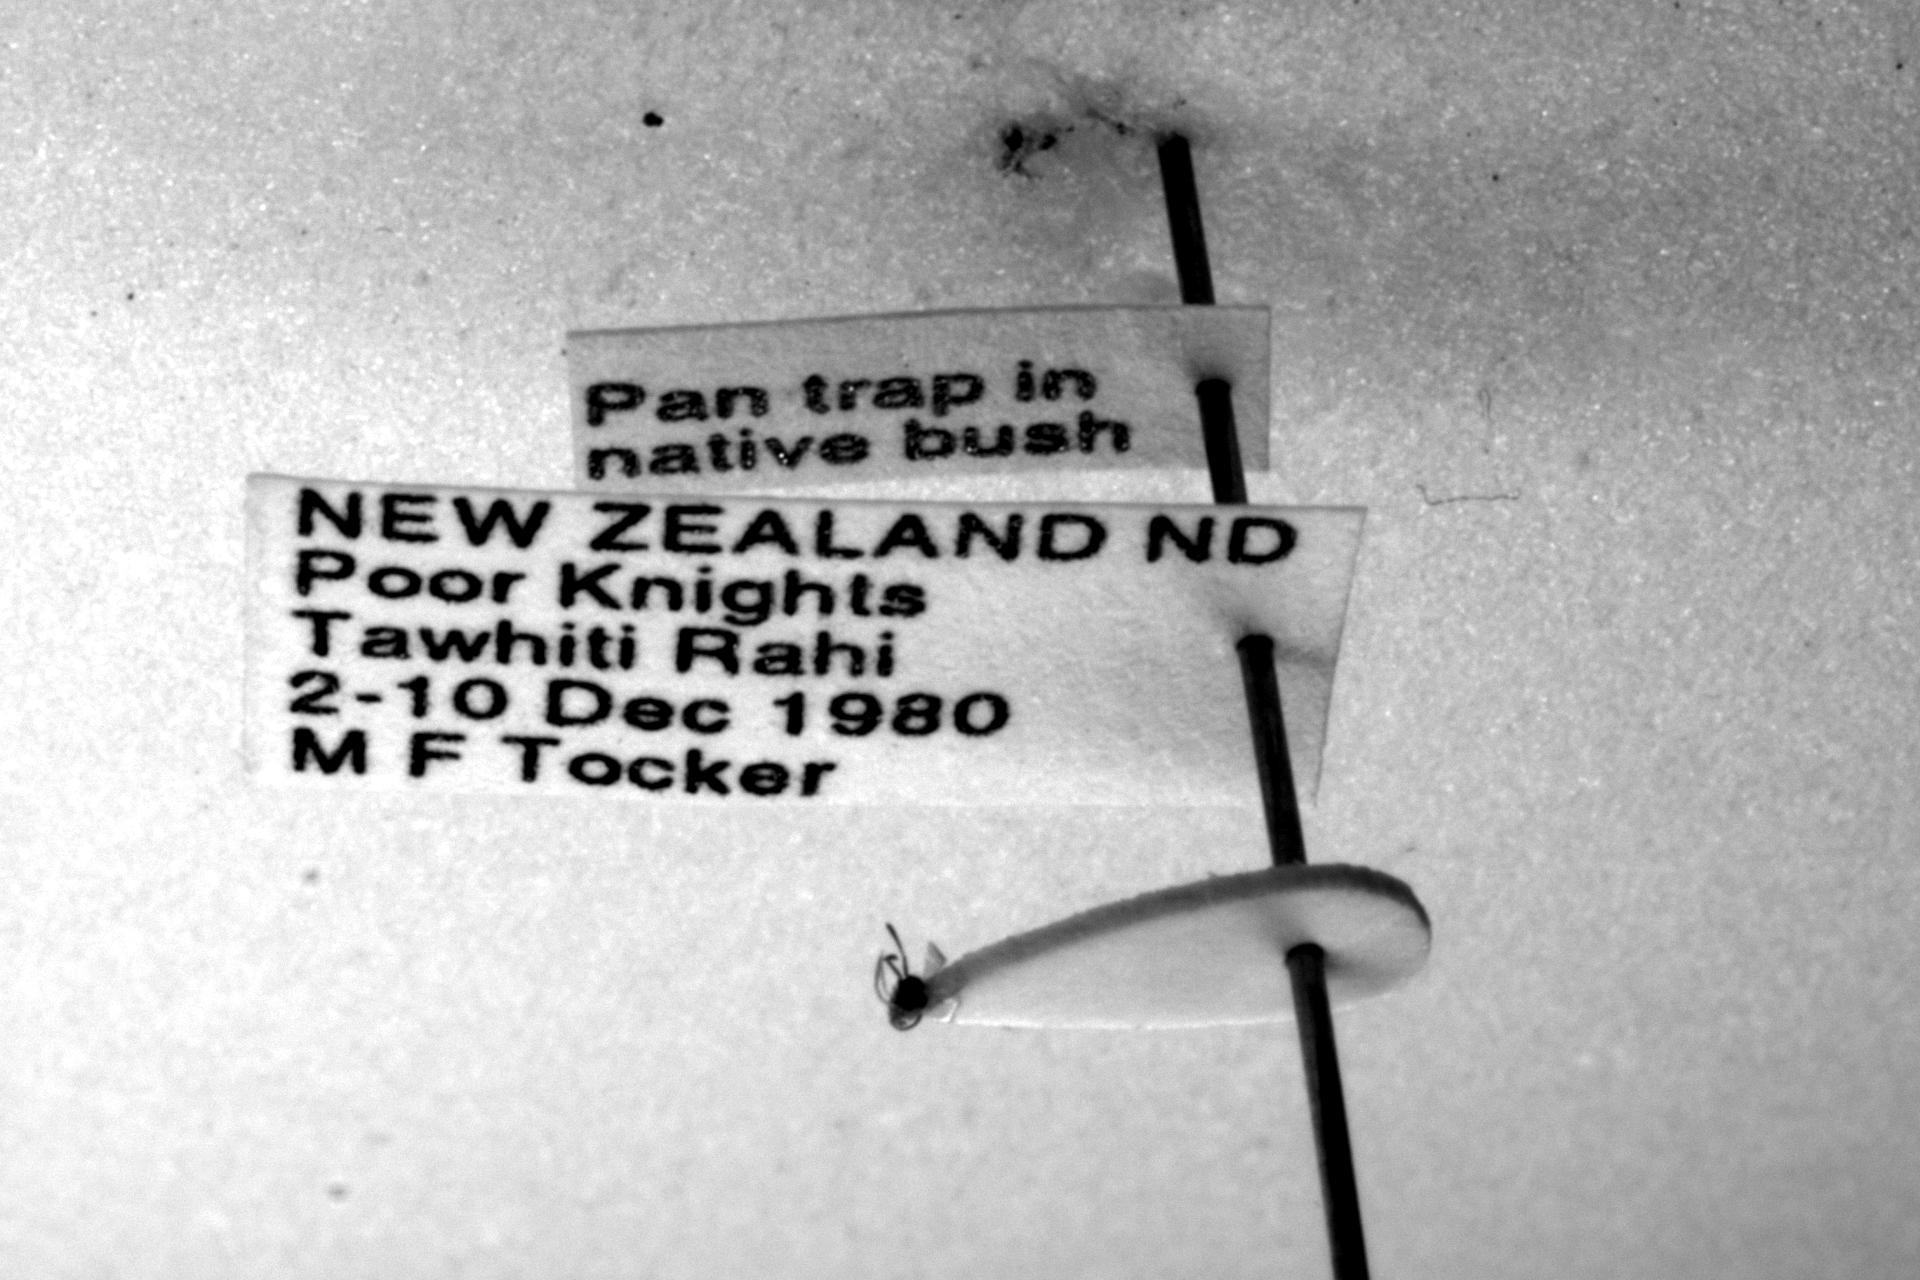 Pan trap in
native bush
NEW ZEALAND ND
Poor Knights
Tawhiti Rahi
2-10 Dec 1980
M F Tocker